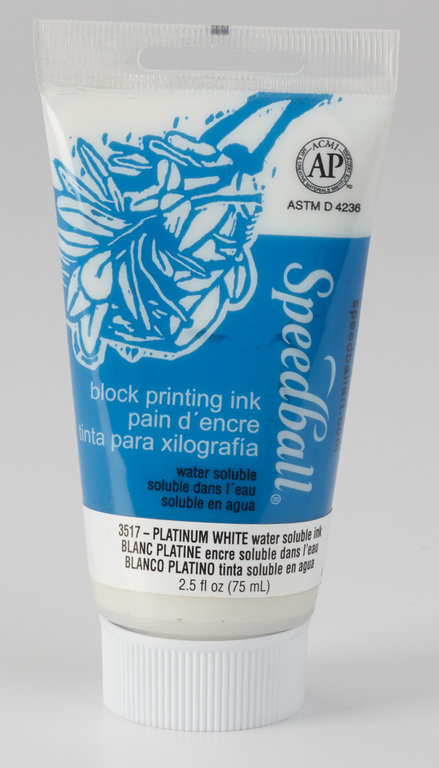 ACMI
AP
ASTM D 4236
Speedball®
speedballart.com
block printing ink
pain d´encre
tinta para xilografía
water soluble
soluble dans l´eau
soluble en agua
3517 – PLATINUM WHITE water soluble ink
BLANC PLATINE encre soluble dans l'eau
BLANCO PLATINO tinta soluble en agua
2.5 fl oz (75 mL)